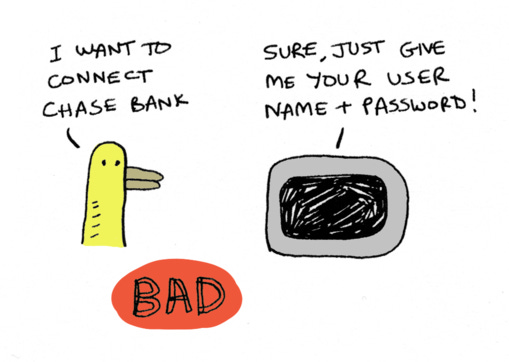 I WANT TO
CONNECT
CHASE BANK
SURE, JUST GIVE
ME YOUR USER
NAME + PASSWORD!
BAD